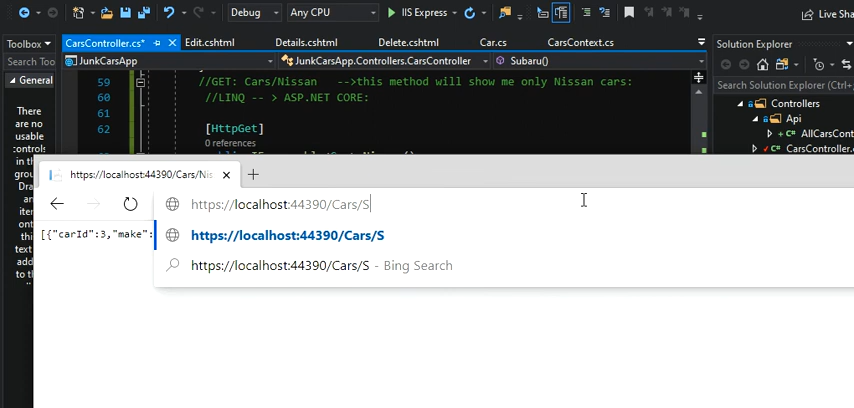 Debug Any CPU IIS Express Live Sha
Toolbox CarsController.cs* Edit.cshtml Details.cshtml Delete.cshtml Car.cs CarsContext.cs Solution Explorer
Search Too JunkCarsApp JunkCarsApp.Controllers.CarsController Subaru()
General 59 //GET: Cars/Nissan -->this method will show me only Nissan cars: Search Solution Explorer (Ctrl+
60 //LINQ -- > ASP.NET CORE: Controllers
There 61 Api
are no 62 [HttpGet] AllCarsCont
usable 0 references CarsController.
controls
in th
grou https://localhost:44390/Cars/Nis
Dra
an https://localhost:44390/Cars/S
iter
ont https://localhost:44390/Cars/S
thi [{"carId":3,"make":
text
add https://localhost:44390/Cars/S - Bing Search
to tl